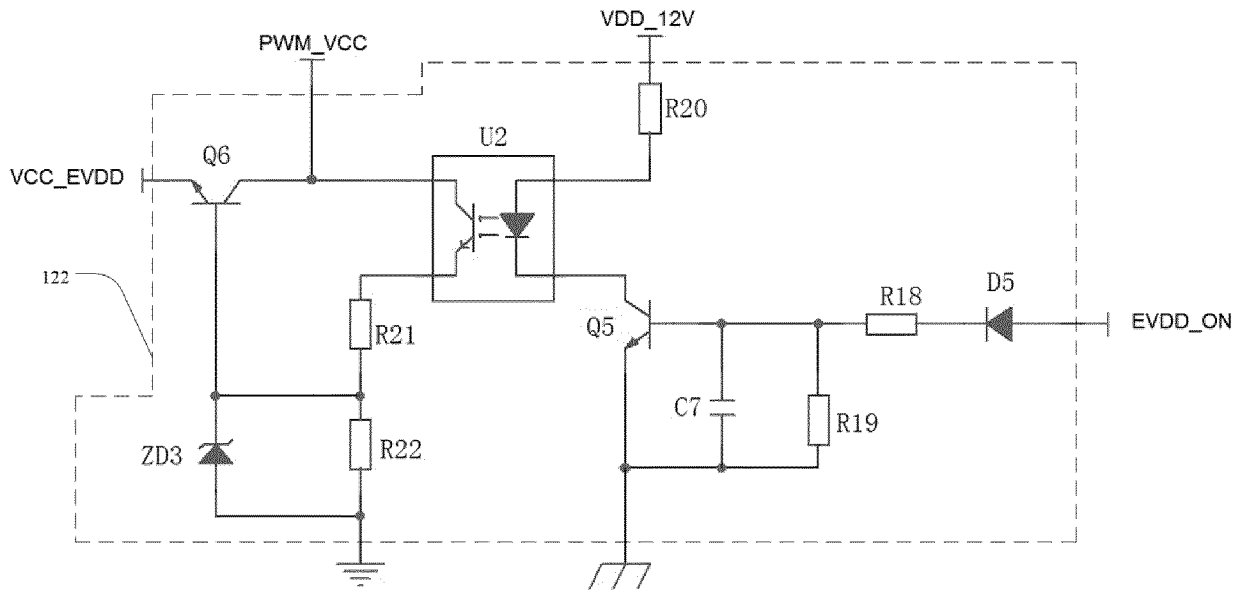 VDD_12V
PWM_VCC
R20
U2
Q6
VCC_EVDD
122
D5
R18
Q5
EVDD_ON
R21
C7
R19
R22
ZD3